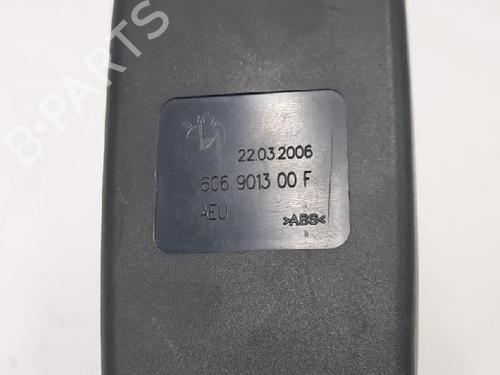 B-PARTS
22.03.2006
606 9013 00 F
AEU
>ABS<